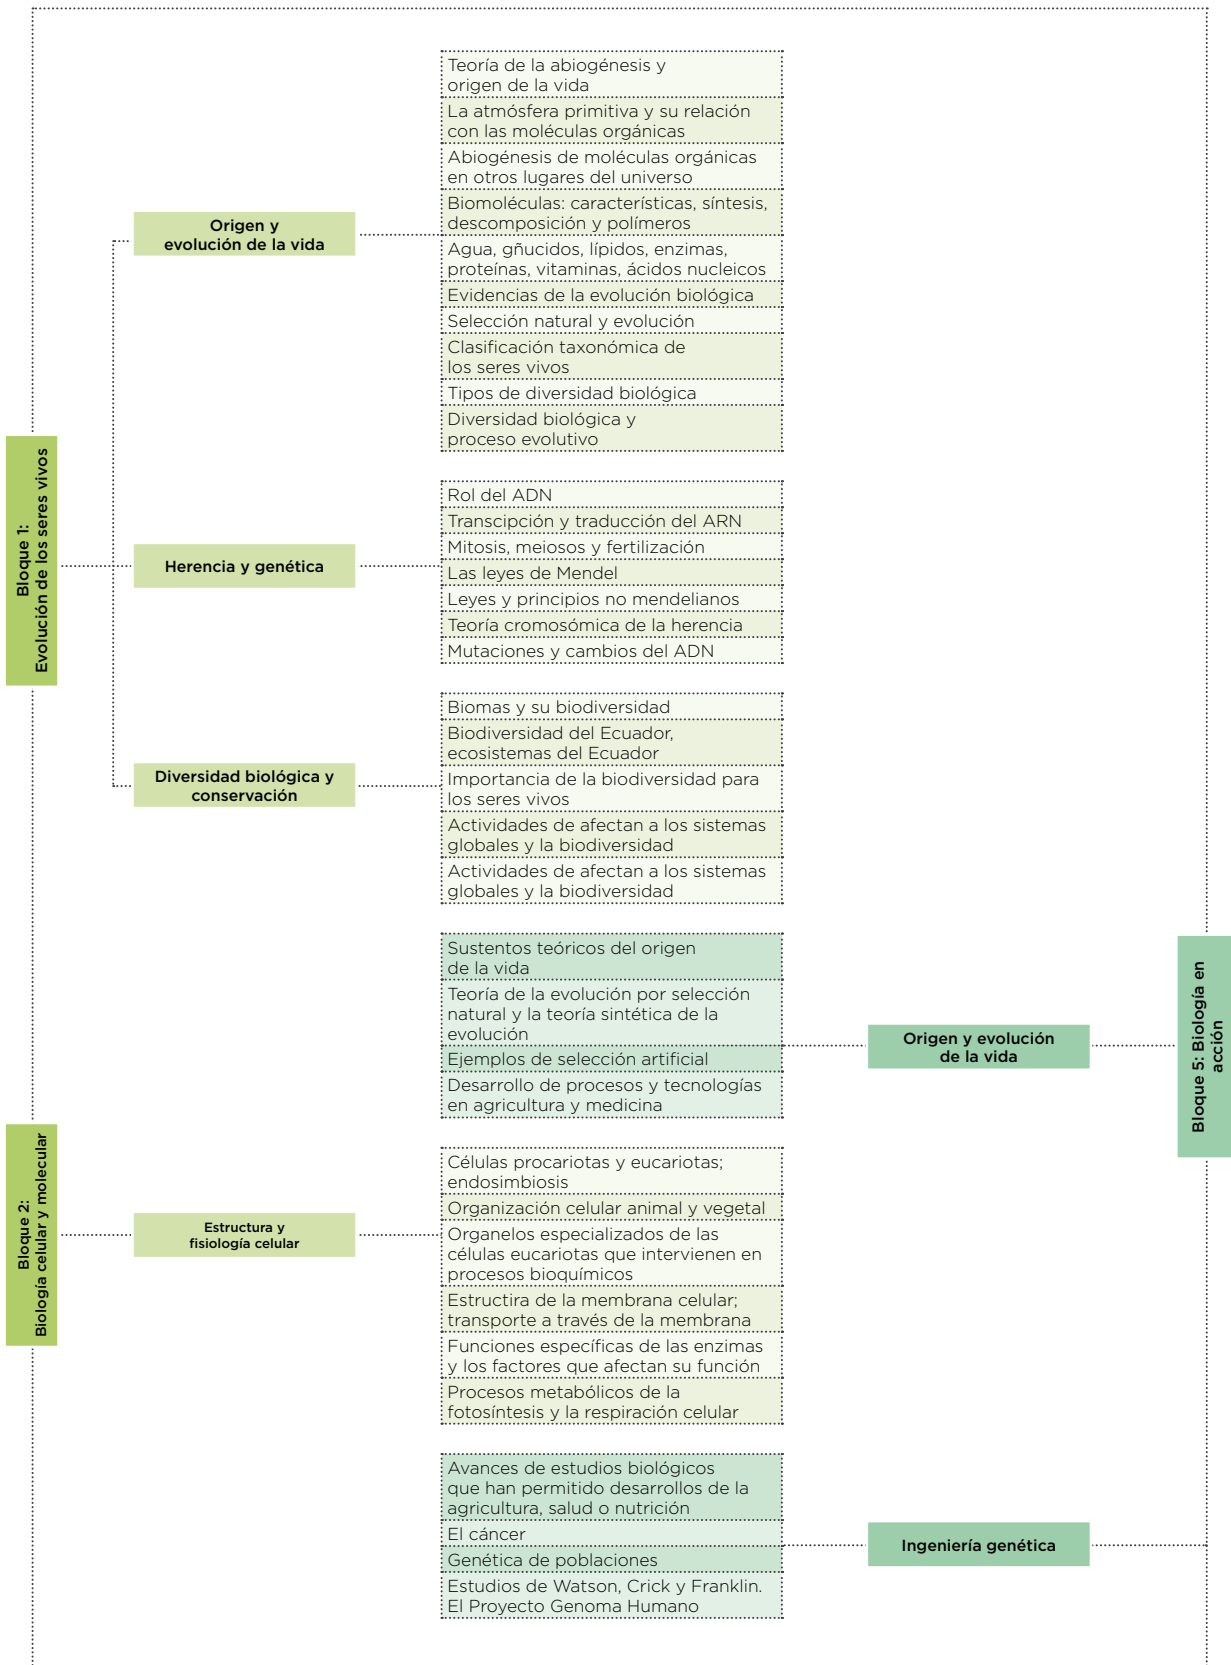 Teoría de la abiogénesis y
origen de la vida
La atmósfera primitiva y su relación
con las moléculas orgánicas
Abiogénesis de moléculas orgánicas
en otros lugares del universo
Biomoléculas: características, síntesis,
descomposición y polímeros
Agua, gñucidos, lípidos, enzimas,
proteínas, vitaminas, ácidos nucleicos
Evidencias de la evolución biológica
Selección natural y evolución
Clasificación taxonómica de
los seres vivos
Tipos de diversidad biológica
Diversidad biológica y
proceso evolutivo
Origen y
evolución de la vida
Bloque 1:
Evolución de los seres vivos
Herencia y genética
Rol del ADN
Transcipción y traducción del ARN
Mitosis, meiosos y fertilización
Las leyes de Mendel
Leyes y principios no mendelianos
Teoría cromosómica de la herencia
Mutaciones y cambios del ADN
Diversidad biológica y
conservación
Biomas y su biodiversidad
Biodiversidad del Ecuador,
ecosistemas del Ecuador
Importancia de la biodiversidad para
los seres vivos
Actividades de afectan a los sistemas
globales y la biodiversidad
Actividades de afectan a los sistemas
globales y la biodiversidad
Sustentos teóricos del origen
de la vida
Teoría de la evolución por selección
natural y la teoría sintética de la
evolución
Ejemplos de selección artificial
Desarrollo de procesos y tecnologías
en agricultura y medicina
Origen y evolución
de la vida
Bloque 5: Biología en
acción
Bloque 2:
Biología celular y molecular
Estructura y
fisiología celular
Células procariotas y eucariotas;
endosimbiosis
Organización celular animal y vegetal
Organelos especializados de las
células eucariotas que intervienen en
procesos bioquímicos
Estructira de la membrana celular;
transporte a través de la membrana
Funciones específicas de las enzimas
y los factores que afectan su función
Procesos metabólicos de la
fotosíntesis y la respiración celular
Avances de estudios biológicos
que han permitido desarrollos de la
agricultura, salud o nutrición
El cáncer
Genética de poblaciones
Estudios de Watson, Crick y Franklin.
El Proyecto Genoma Humano
Ingeniería genética